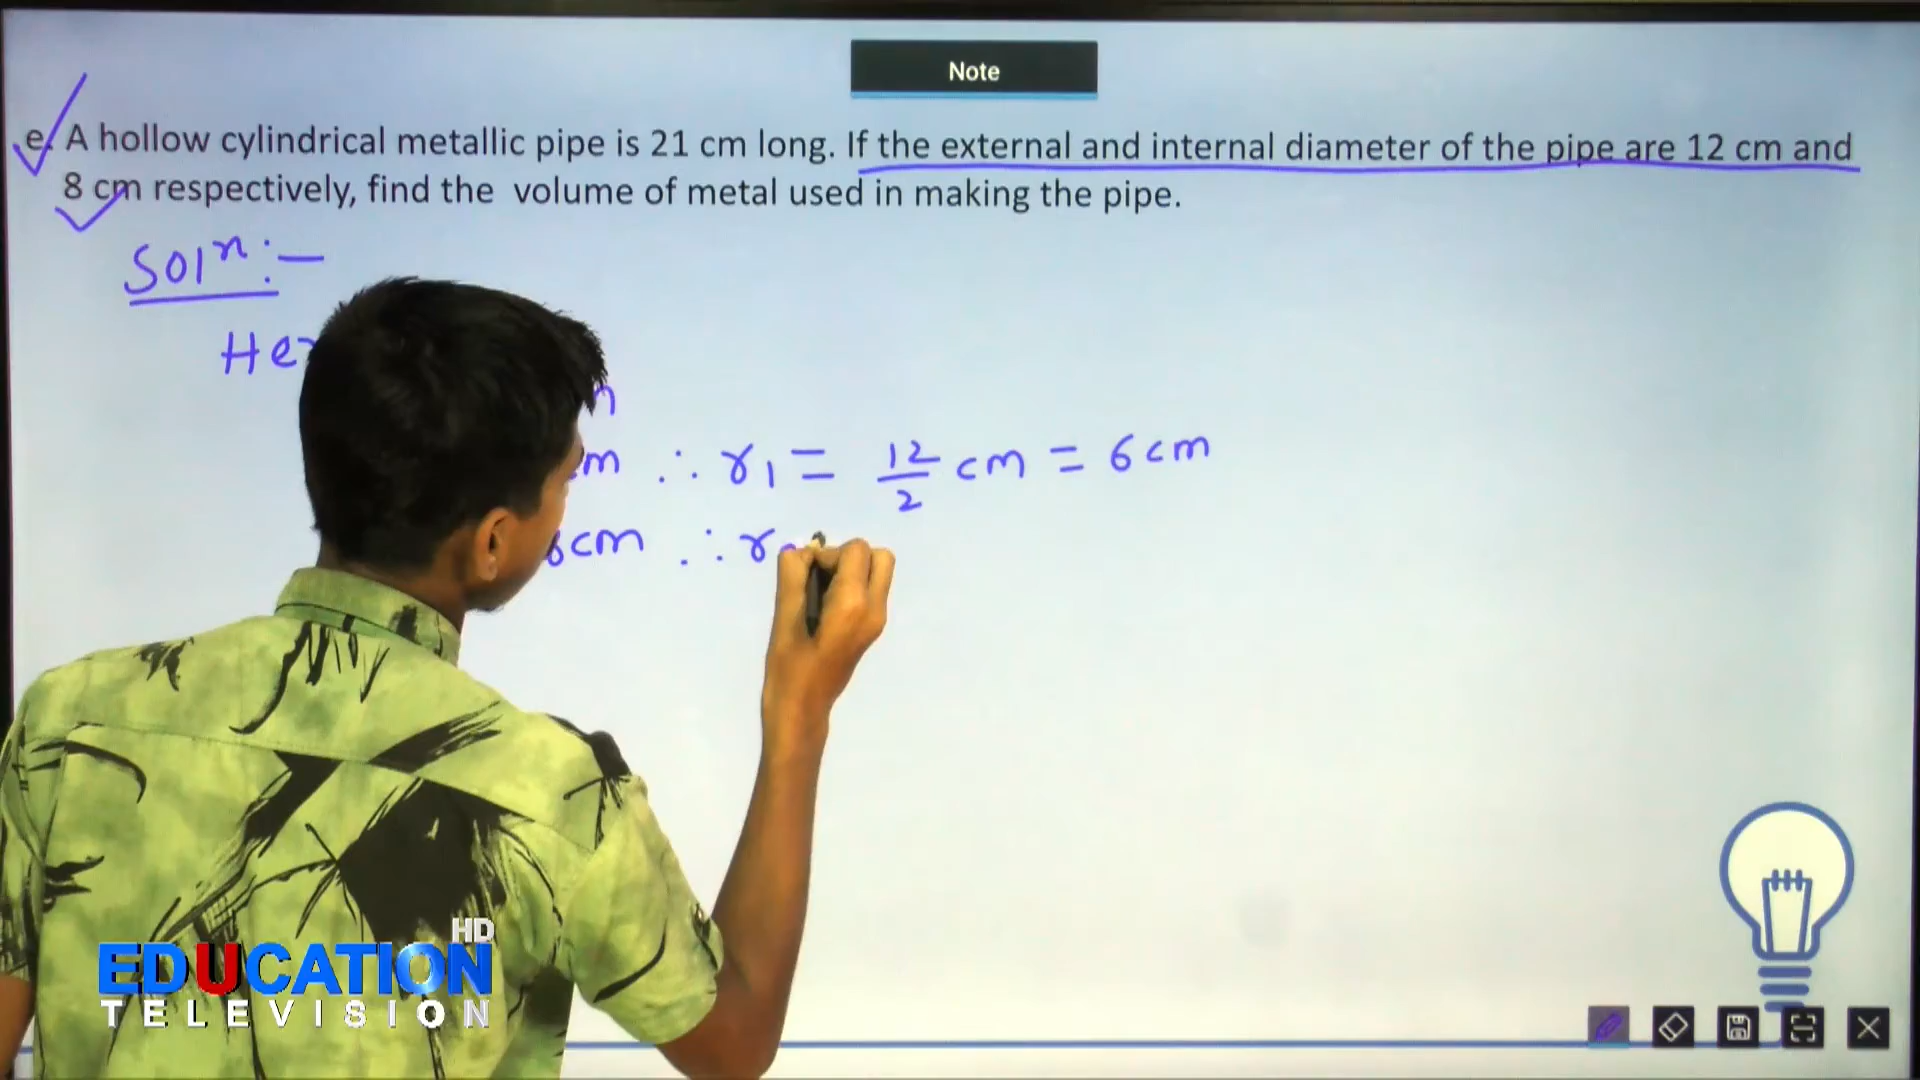 Note
e. A hollow cylindrical metallic pipe is 21 cm long. If the external and internal diameter of the pipe are 12 cm and
8 cm respectively, find the volume of metal used in making the pipe.
Solⁿ :-
∴ r₁ = 12/2 cm = 6 cm
8cm ∴ r
HD
EDUCATION
TELEVISION